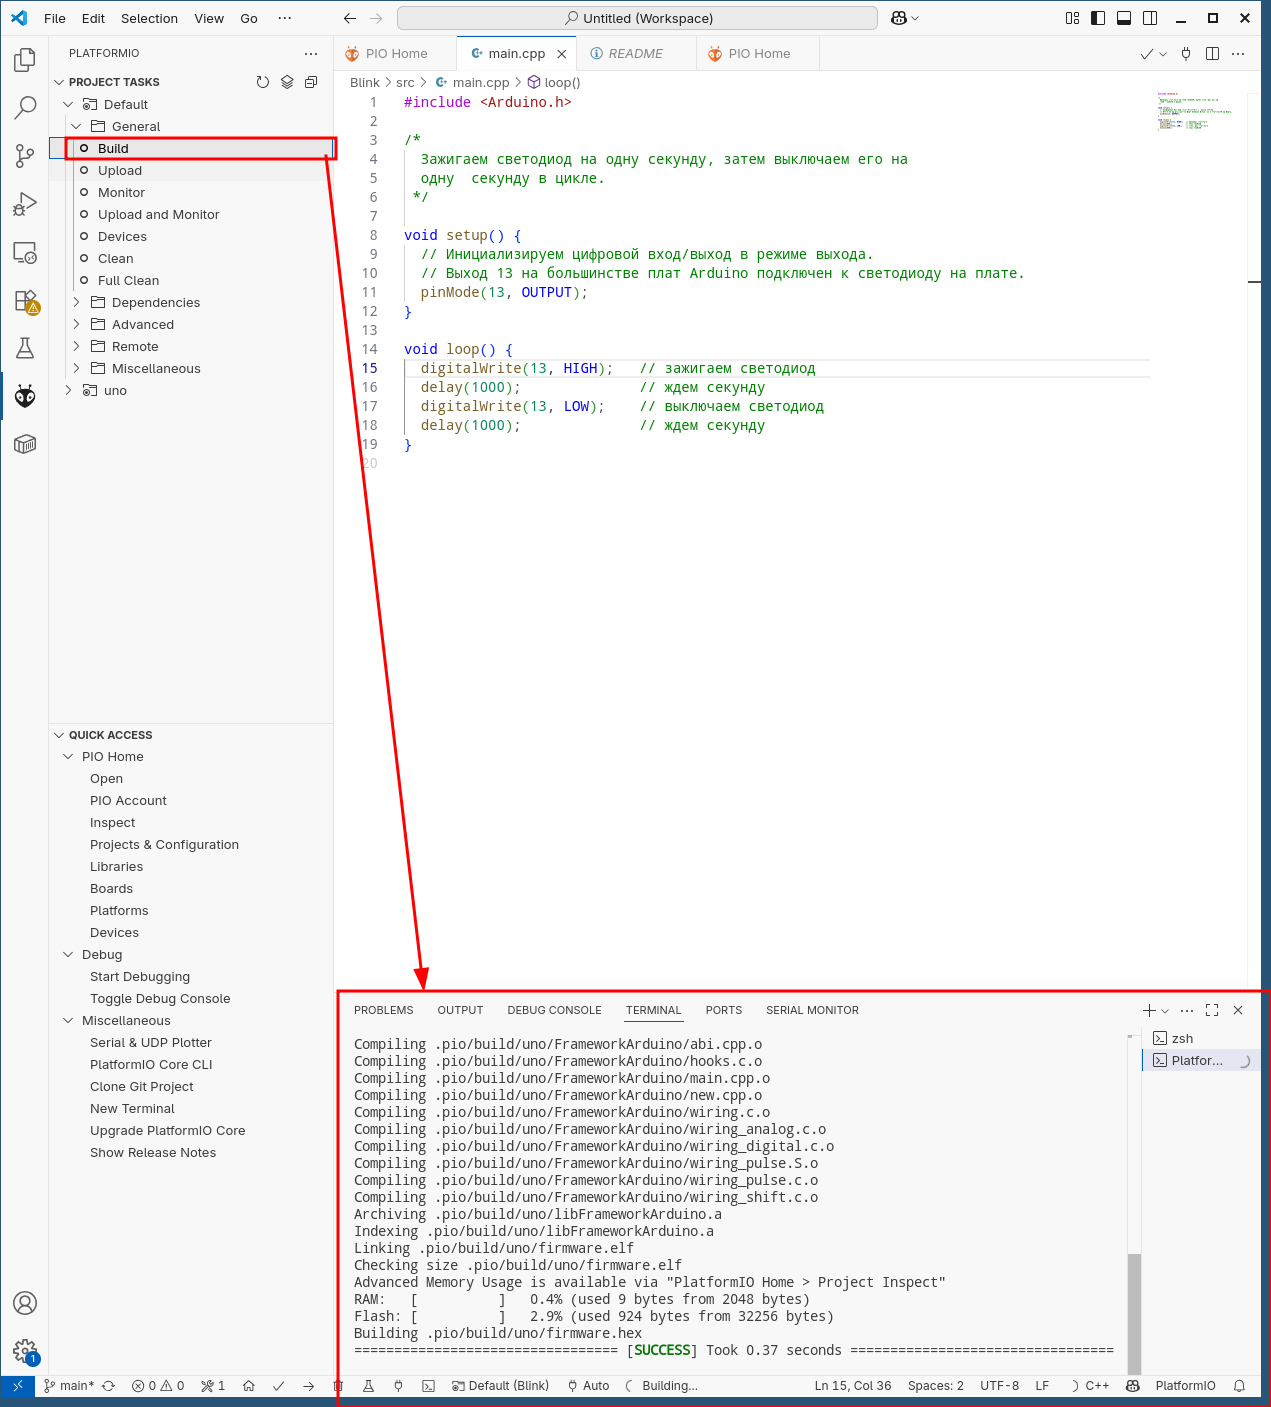 File Edit Selection View Go ··· Untitled (Workspace)
PLATFORMIO
PROJECT TASKS
Default
General
Build
Upload
Monitor
Upload and Monitor
Devices
Clean
Full Clean
Dependencies
Advanced
Remote
Miscellaneous
uno
QUICK ACCESS
PIO Home
Open
PIO Account
Inspect
Projects & Configuration
Libraries
Boards
Platforms
Devices
Debug
Start Debugging
Toggle Debug Console
Miscellaneous
Serial & UDP Plotter
PlatformIO Core CLI
Clone Git Project
New Terminal
Upgrade PlatformIO Core
Show Release Notes
1
PIO Home main.cpp README PIO Home
Blink > src > main.cpp > loop()
1 #include <Arduino.h>
2
3 /*
4 Зажигаем светодиод на одну секунду, затем выключаем его на
5 одну  секунду в цикле.
6 */
7
8 void setup() {
9 // Инициализируем цифровой вход/выход в режиме выхода.
10 // Выход 13 на большинстве плат Arduino подключен к светодиоду на плате.
11 pinMode(13, OUTPUT);
12 }
13
14 void loop() {
15 digitalWrite(13, HIGH);   // зажигаем светодиод
16 delay(1000);              // ждем секунду
17 digitalWrite(13, LOW);    // выключаем светодиод
18 delay(1000);              // ждем секунду
19 }
20
PROBLEMS OUTPUT DEBUG CONSOLE TERMINAL PORTS SERIAL MONITOR
zsh
Platfor...
Compiling .pio/build/uno/FrameworkArduino/abi.cpp.o
Compiling .pio/build/uno/FrameworkArduino/hooks.c.o
Compiling .pio/build/uno/FrameworkArduino/main.cpp.o
Compiling .pio/build/uno/FrameworkArduino/new.cpp.o
Compiling .pio/build/uno/FrameworkArduino/wiring.c.o
Compiling .pio/build/uno/FrameworkArduino/wiring_analog.c.o
Compiling .pio/build/uno/FrameworkArduino/wiring_digital.c.o
Compiling .pio/build/uno/FrameworkArduino/wiring_pulse.S.o
Compiling .pio/build/uno/FrameworkArduino/wiring_pulse.c.o
Compiling .pio/build/uno/FrameworkArduino/wiring_shift.c.o
Archiving .pio/build/uno/libFrameworkArduino.a
Indexing .pio/build/uno/libFrameworkArduino.a
Linking .pio/build/uno/firmware.elf
Checking size .pio/build/uno/firmware.elf
Advanced Memory Usage is available via "PlatformIO Home > Project Inspect"
RAM:   [          ]   0.4% (used 9 bytes from 2048 bytes)
Flash: [          ]   2.9% (used 924 bytes from 32256 bytes)
Building .pio/build/uno/firmware.hex
================================= [SUCCESS] Took 0.37 seconds =================================
main* 0 0 1 Default (Blink) Auto Building... Ln 15, Col 36 Spaces: 2 UTF-8 LF C++ PlatformIO